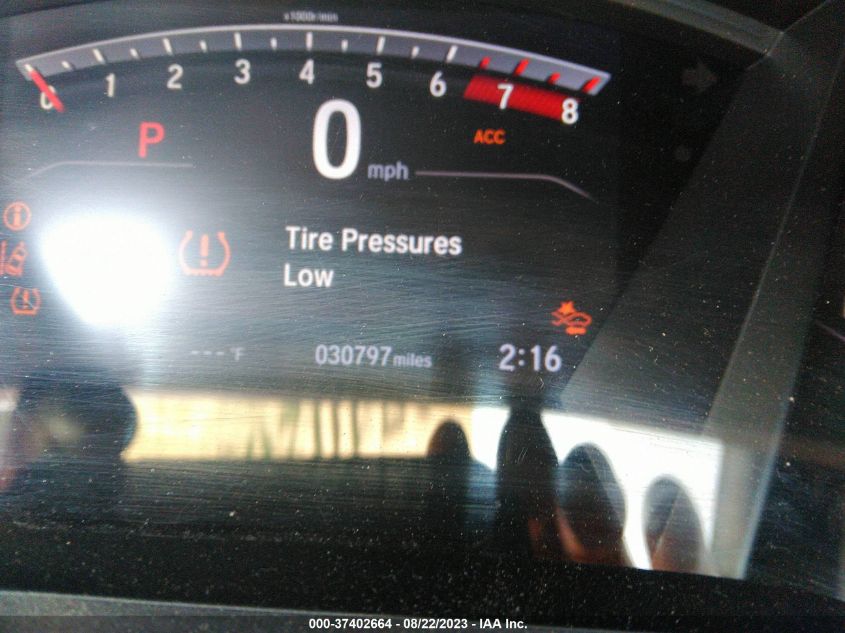 x1000r/min
0 1 2 3 4 5 6 7 8
P 0 mph ACC
Tire Pressures
Low
---°F 030797 miles 2:16
000-37402664 - 08/22/2023 - IAA Inc.